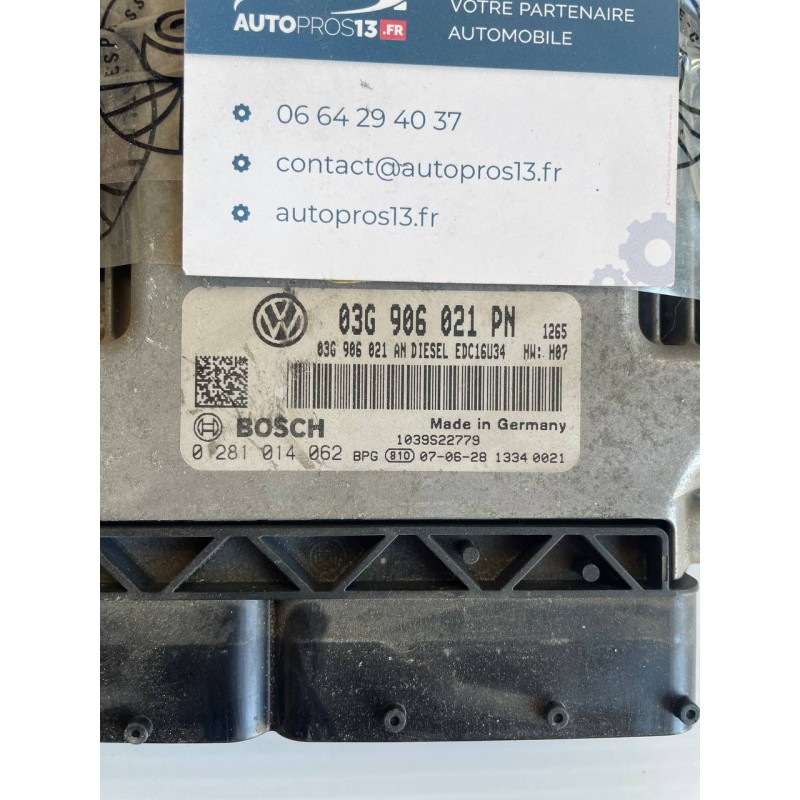 AUTOPROS13.FR
VOTRE PARTENAIRE
AUTOMOBILE
06 64 29 40 37
contact@autopros13.fr
autopros13.fr
03G 906 021 PN 1265
03G 906 021 AN DIESEL EDC16U34 HW: H07
BOSCH Made in Germany
1039S22779
0 281 014 062 BPG 810 07-06-28 1334 0021